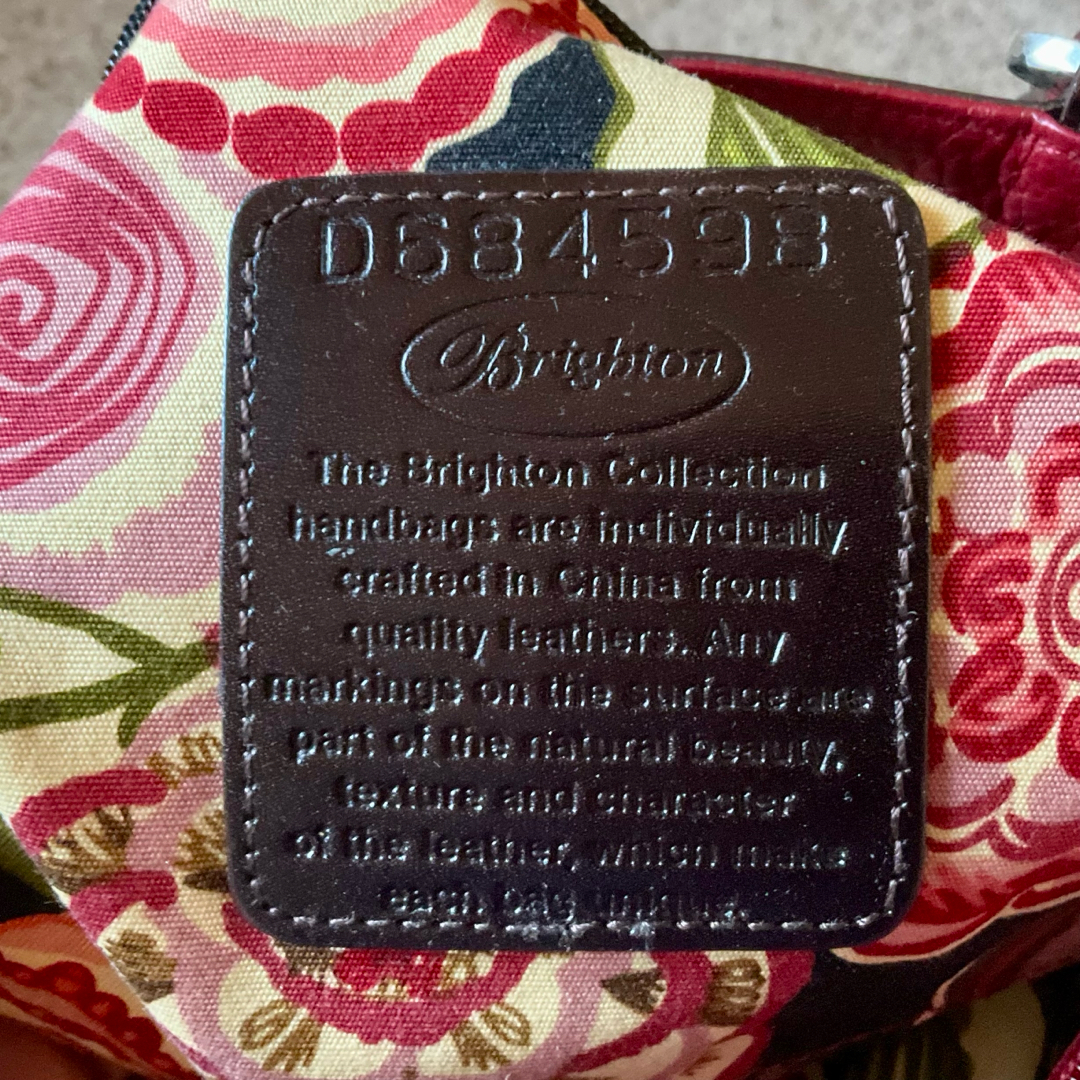 D684598
Brighton
The Brighton Collection
handbags are individually
crafted in China from
quality leathers. Any
markings on the surface are
part of the natural beauty,
texture and character
of the leather, which make
each bag unique.